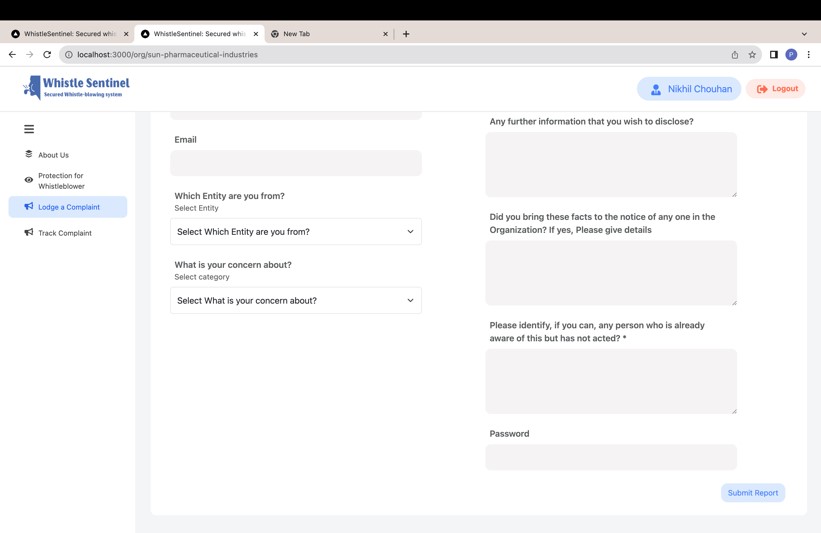 WhistleSentinel: Secured whis
WhistleSentinel: Secured whis
New Tab
localhost:3000/org/sun-pharmaceutical-industries
P
Whistle Sentinel
Secured Whistle-blowing system
Nikhil Chouhan
Logout
About Us
Protection for
Whistleblower
Lodge a Complaint
Track Complaint
Email
Which Entity are you from?
Select Entity
Select Which Entity are you from?
What is your concern about?
Select category
Select What is your concern about?
Any further information that you wish to disclose?
Did you bring these facts to the notice of any one in the
Organization? If yes, Please give details
Please identify, if you can, any person who is already
aware of this but has not acted? *
Password
Submit Report